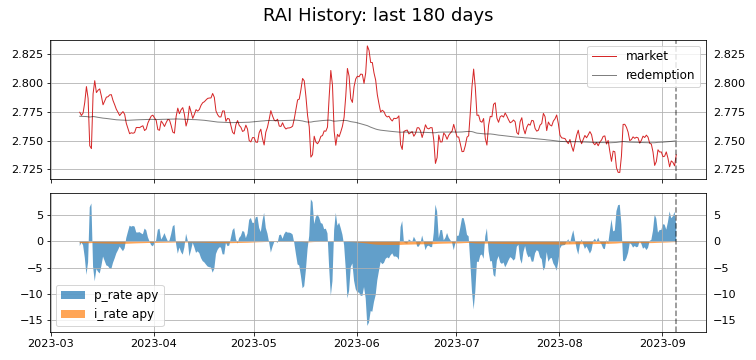 RAI History: last 180 days
2.825 2.825
2.800 2.800
2.775 2.775
2.750 2.750
2.725 2.725
market
redemption
5
0
−5
−10
−15
5
0
−5
−10
−15
p_rate apy
i_rate apy
2023-03 2023-04 2023-05 2023-06 2023-07 2023-08 2023-09